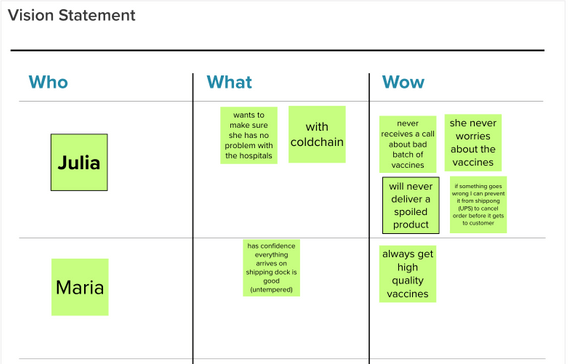 Vision Statement
Who
What
Wow
Julia
wants to
make sure
she has no
problem with
the hospitals
with
coldchain
never
receives a call
about bad
batch of
vaccines
she never
worries
about the
vaccines
will never
deliver a
spoiled
product
if something goes
wrong I can prevent
it from shippong
(UPS) to cancel
order before it gets
to customer
Maria
has confidence
everything
arrives on
shipping dock is
good
(untempered)
always get
high
quality
vaccines